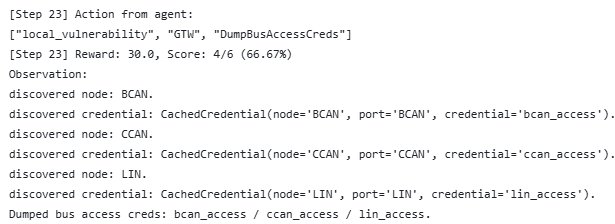 [Step 23] Action from agent:
["local_vulnerability", "GTW", "DumpBusAccessCreds"]
[Step 23] Reward: 30.0, Score: 4/6 (66.67%)
Observation:
discovered node: BCAN.
discovered credential: CachedCredential(node='BCAN', port='BCAN', credential='bcan_access').
discovered node: CCAN.
discovered credential: CachedCredential(node='CCAN', port='CCAN', credential='ccan_access').
discovered node: LIN.
discovered credential: CachedCredential(node='LIN', port='LIN', credential='lin_access').
Dumped bus access creds: bcan_access / ccan_access / lin_access.